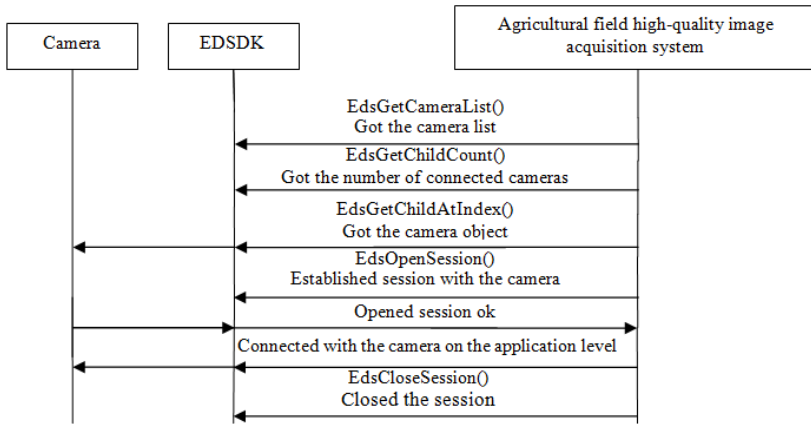 Camera
EDSDK
Agricultural field high-quality image
acquisition system
EdsGetCameraList()
Got the camera list
EdsGetChildCount()
Got the number of connected cameras
EdsGetChildAtIndex()
Got the camera object
EdsOpenSession()
Established session with the camera
Opened session ok
Connected with the camera on the application level
EdsCloseSession()
Closed the session